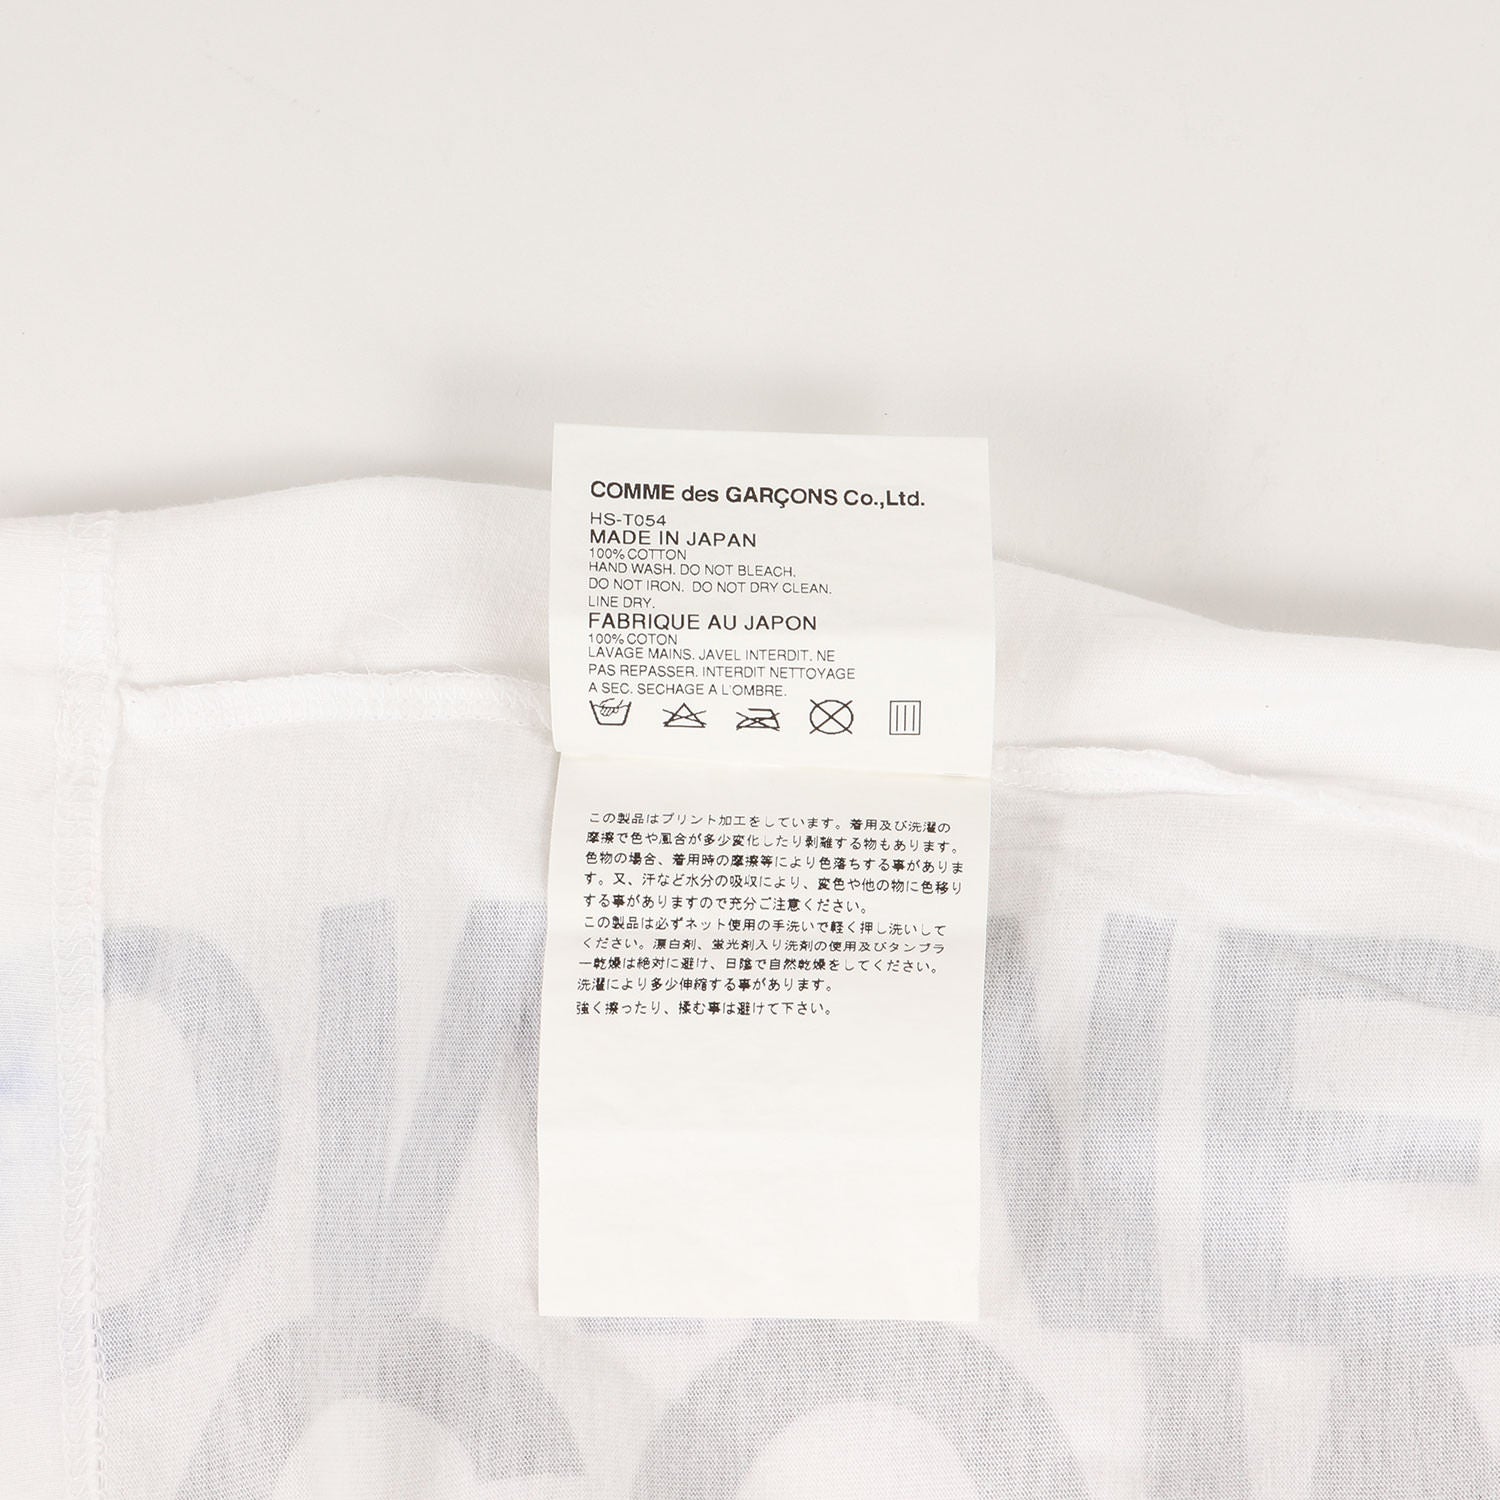 COMME des GARÇONS Co.,Ltd.
HS-T054
MADE IN JAPAN
100% COTTON
HAND WASH. DO NOT BLEACH.
DO NOT IRON. DO NOT DRY CLEAN.
LINE DRY.
FABRIQUE AU JAPON
100% COTON
LAVAGE MAINS. JAVEL INTERDIT. NE
PAS REPASSER. INTERDIT NETTOYAGE
A SEC. SECHAGE A L'OMBRE.
この製品はプリント加工をしています。着用及び洗濯の
摩擦で色や風合が多少変化したり剥離する物もあります。
色物の場合、着用時の摩擦等により色落ちする事がありま
す。又、汗など水分の吸収により、変色や他の物に色移り
する事がありますので充分ご注意ください。
この製品は必ずネット使用の手洗いで軽く押し洗いして
ください。漂白剤、蛍光剤入り洗剤の使用及びタンブラ
ー乾燥は絶対に避け、日陰で自然乾燥をしてください。
洗濯により多少伸縮する事があります。
強く擦ったり、揉む事は避けて下さい。